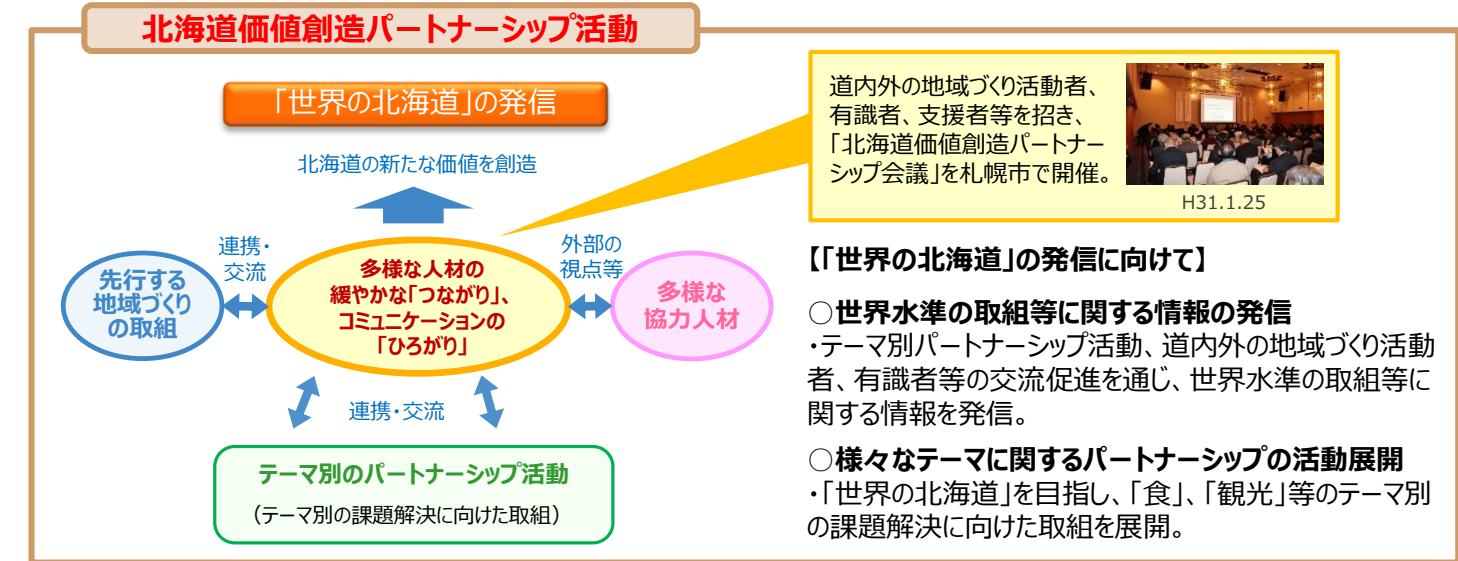 北海道価値創造パートナーシップ活動
「世界の北海道」の発信
北海道の新たな価値を創造
連携・
交流
外部の
視点等
先行する
地域づくり
の取組
多様な人材の
緩やかな「つながり」、
コミュニケーションの
「ひろがり」
多様な
協力人材
連携・交流
テーマ別のパートナーシップ活動
(テーマ別の課題解決に向けた取組)
道内外の地域づくり活動者、
有識者、支援者等を招き、
「北海道価値創造パートナー
シップ会議」を札幌市で開催。
H31.1.25
【「世界の北海道」の発信に向けて】
○世界水準の取組等に関する情報の発信
・テーマ別パートナーシップ活動、道内外の地域づくり活動
者、有識者等の交流促進を通じ、世界水準の取組等に
関する情報を発信。
○様々なテーマに関するパートナーシップの活動展開
・「世界の北海道」を目指し、「食」、「観光」等のテーマ別
の課題解決に向けた取組を展開。